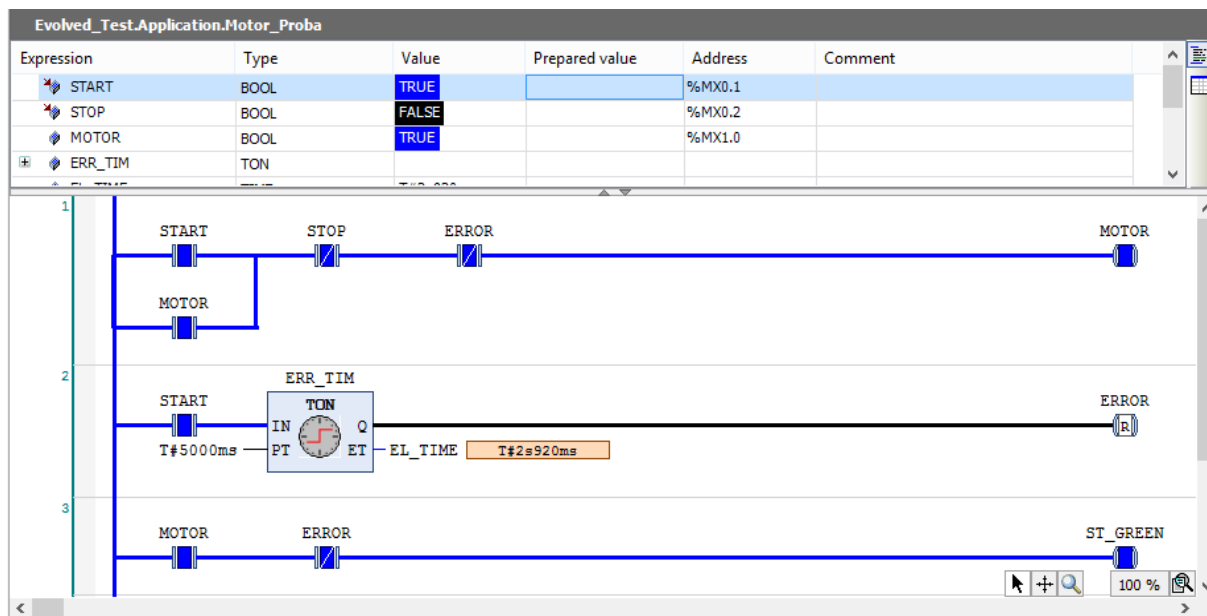 Evolved_Test.Application.Motor_Proba
Expression Type Value Prepared value Address Comment
START BOOL TRUE %MX0.1
STOP BOOL FALSE %MX0.2
MOTOR BOOL TRUE %MX1.0
ERR_TIM TON
1
START STOP ERROR MOTOR
MOTOR
2
ERR_TIM
START TON ERROR
IN Q R
T#5000ms PT ET EL_TIME T#2s920ms
3
MOTOR ERROR ST_GREEN
100 %